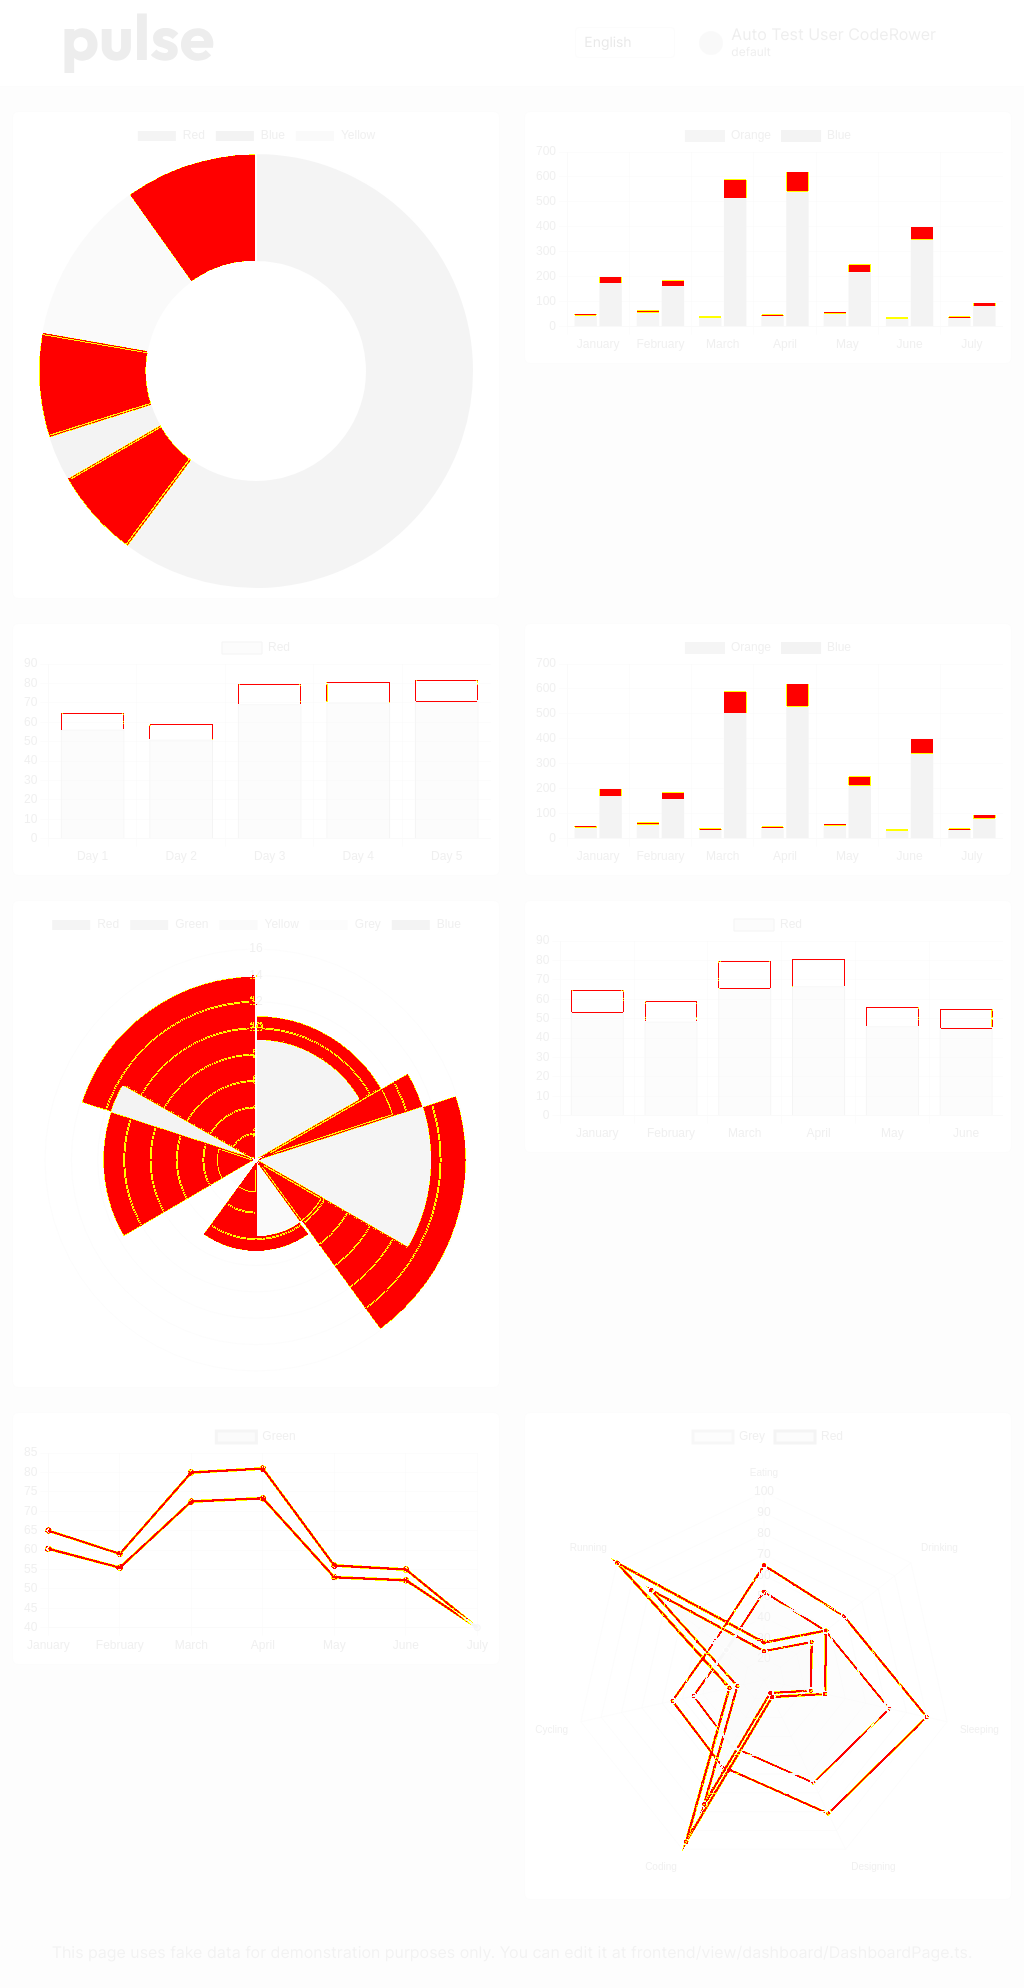 pulse
English
Auto Test User CodeRower
default
Red Blue Yellow
Orange Blue
700
600
500
400
300
200
100
0
January February March April May June July
Red
90
80
70
60
50
40
30
20
10
0
Day 1 Day 2 Day 3 Day 4 Day 5
Orange Blue
700
600
500
400
300
200
100
0
January February March April May June July
Red Green Yellow Grey Blue
16
Red
90
80
70
60
50
40
30
20
10
0
January February March April May June
Green
85
80
75
70
65
60
55
50
45
40
January February March April May June July
Grey Red
Eating
100
90
80
70
Running
Drinking
Cycling
Sleeping
Coding
Designing
This page uses fake data for demonstration purposes only. You can edit it at frontend/view/dashboard/DashboardPage.ts.